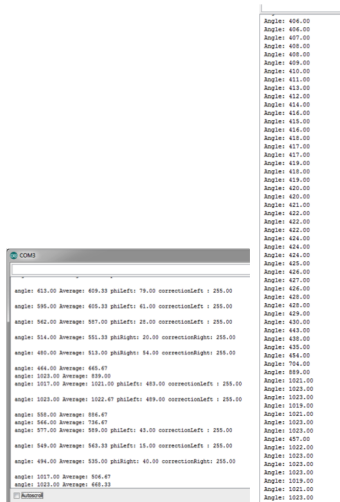 COM3
angle: 613.00 Average: 609.33 phiLeft: 79.00 correctionLeft : 255.00
angle: 595.00 Average: 605.33 phiLeft: 61.00 correctionLeft : 255.00
angle: 562.00 Average: 587.00 phiLeft: 28.00 correctionLeft : 255.00
angle: 514.00 Average: 551.33 phiRight: 20.00 correctionRight: 255.00
angle: 480.00 Average: 513.00 phiRight: 54.00 correctionRight: 255.00
angle: 464.00 Average: 665.67
angle: 1023.00 Average: 839.00
angle: 1017.00 Average: 1021.00 phiLeft: 483.00 correctionLeft : 255.00
angle: 1023.00 Average: 1022.67 phiLeft: 489.00 correctionLeft : 255.00
angle: 558.00 Average: 886.67
angle: 566.00 Average: 736.67
angle: 577.00 Average: 589.00 phiLeft: 43.00 correctionLeft : 255.00
angle: 549.00 Average: 563.33 phiLeft: 15.00 correctionLeft : 255.00
angle: 494.00 Average: 535.00 phiRight: 40.00 correctionRight: 255.00
angle: 1017.00 Average: 506.67
angle: 1023.00 Average: 668.33
Autoscroll
Angle: 406.00
Angle: 406.00
Angle: 407.00
Angle: 408.00
Angle: 408.00
Angle: 409.00
Angle: 410.00
Angle: 411.00
Angle: 413.00
Angle: 412.00
Angle: 414.00
Angle: 416.00
Angle: 415.00
Angle: 416.00
Angle: 418.00
Angle: 417.00
Angle: 417.00
Angle: 419.00
Angle: 418.00
Angle: 419.00
Angle: 420.00
Angle: 420.00
Angle: 421.00
Angle: 422.00
Angle: 422.00
Angle: 422.00
Angle: 424.00
Angle: 424.00
Angle: 424.00
Angle: 425.00
Angle: 426.00
Angle: 427.00
Angle: 426.00
Angle: 428.00
Angle: 428.00
Angle: 429.00
Angle: 430.00
Angle: 443.00
Angle: 438.00
Angle: 435.00
Angle: 454.00
Angle: 704.00
Angle: 989.00
Angle: 1021.00
Angle: 1023.00
Angle: 1019.00
Angle: 1021.00
Angle: 1023.00
Angle: 1023.00
Angle: 457.00
Angle: 1022.00
Angle: 1023.00
Angle: 1023.00
Angle: 1023.00
Angle: 1019.00
Angle: 1021.00
Angle: 1023.00